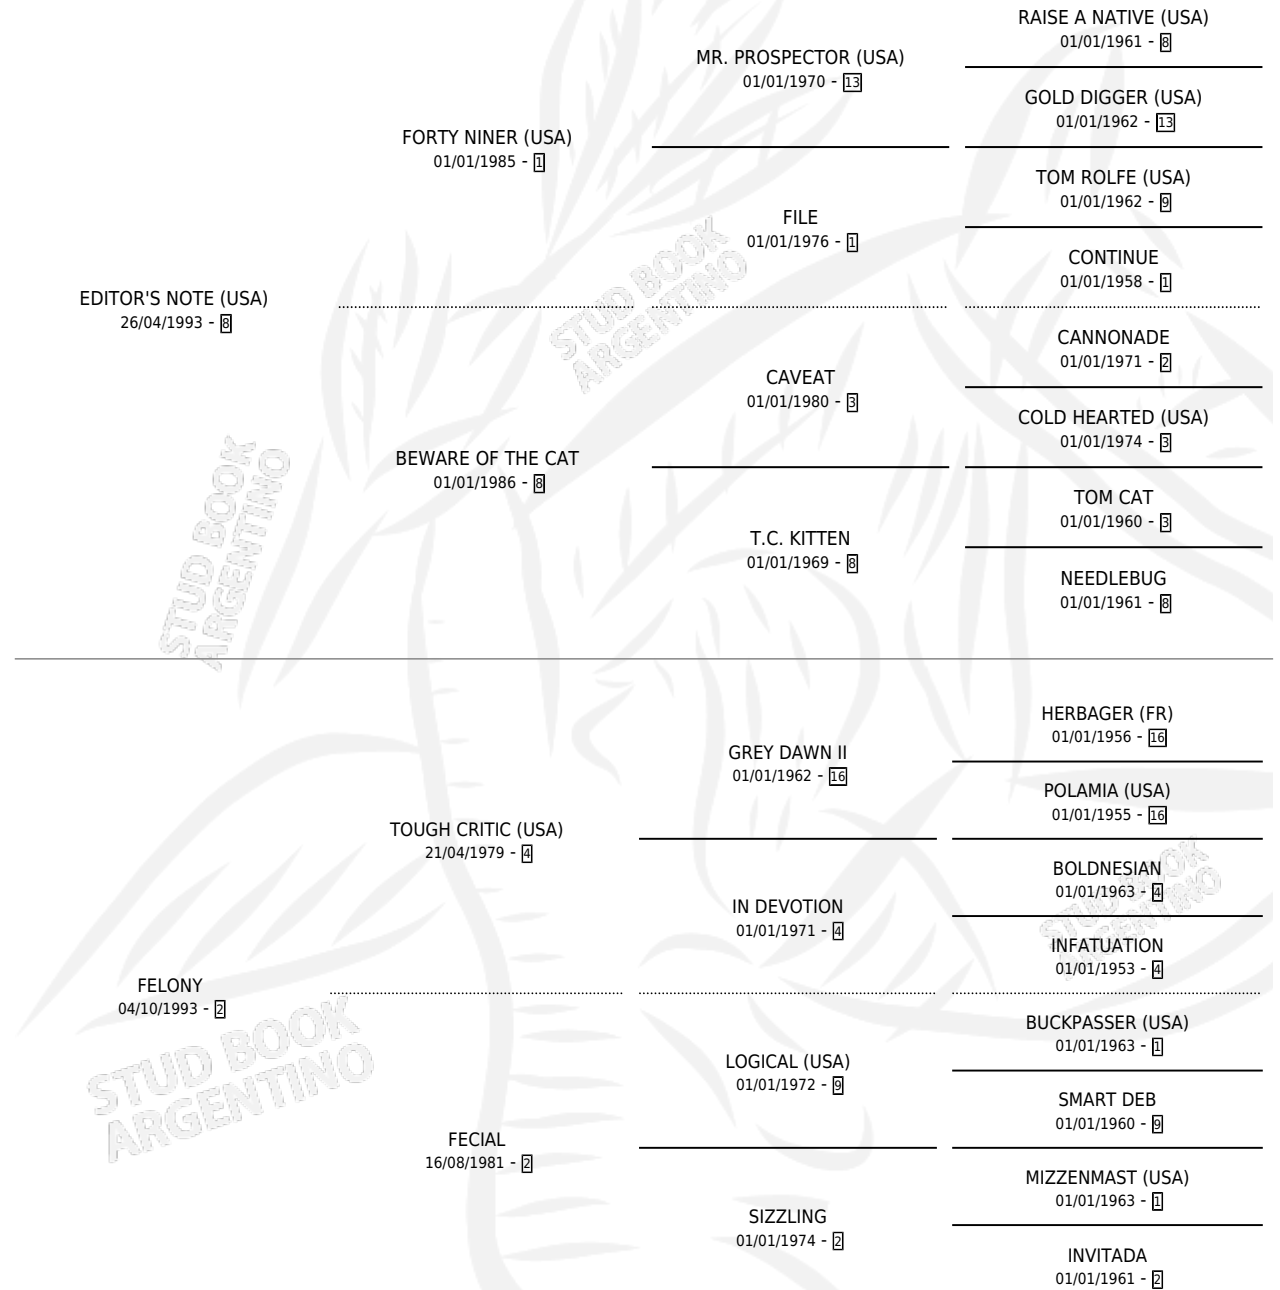 RAISE A NATIVE (USA)
01/01/1961 - 8
MR. PROSPECTOR (USA)
01/01/1970 - 13
GOLD DIGGER (USA)
01/01/1962 - 13
FORTY NINER (USA)
01/01/1985 - 1
TOM ROLFE (USA)
01/01/1962 - 9
FILE
01/01/1976 - 1
CONTINUE
01/01/1958 - 1
EDITOR'S NOTE (USA)
26/04/1993 - 8
CANNONADE
01/01/1971 - 2
CAVEAT
01/01/1980 - 3
COLD HEARTED (USA)
01/01/1974 - 3
BEWARE OF THE CAT
01/01/1986 - 8
TOM CAT
01/01/1960 - 3
T.C. KITTEN
01/01/1969 - 8
NEEDLEBUG
01/01/1961 - 8
HERBAGER (FR)
01/01/1956 - 16
GREY DAWN II
01/01/1962 - 16
POLAMIA (USA)
01/01/1955 - 16
TOUGH CRITIC (USA)
21/04/1979 - 4
BOLDNESIAN
01/01/1963 - 4
IN DEVOTION
01/01/1971 - 4
INFATUATION
01/01/1953 - 4
FELONY
04/10/1993 - 2
BUCKPASSER (USA)
01/01/1963 - 1
LOGICAL (USA)
01/01/1972 - 9
SMART DEB
01/01/1960 - 9
FECIAL
16/08/1981 - 2
MIZZENMAST (USA)
01/01/1963 - 1
SIZZLING
01/01/1974 - 2
INVITADA
01/01/1961 - 2
STUD BOOK
ARGENTINO
STUD BOOK
ARGENTINO
STUD BOOK
ARGENTINO
STUD BOOK
ARGENTINO